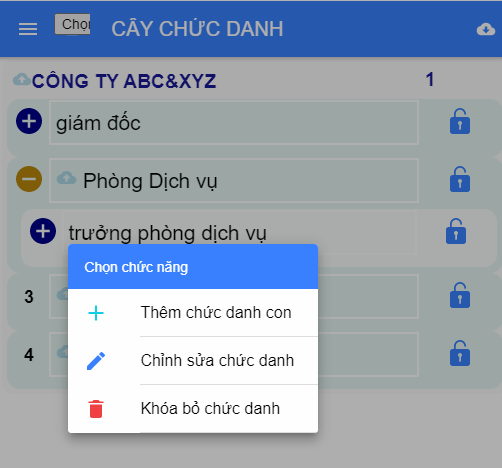 Chọn
CÂY CHỨC DANH
CÔNG TY ABC&XYZ 1
giám đốc
Phòng Dịch vụ
trưởng phòng dịch vụ
Chọn chức năng
3
Thêm chức danh con
Chỉnh sửa chức danh
4
Khóa bỏ chức danh